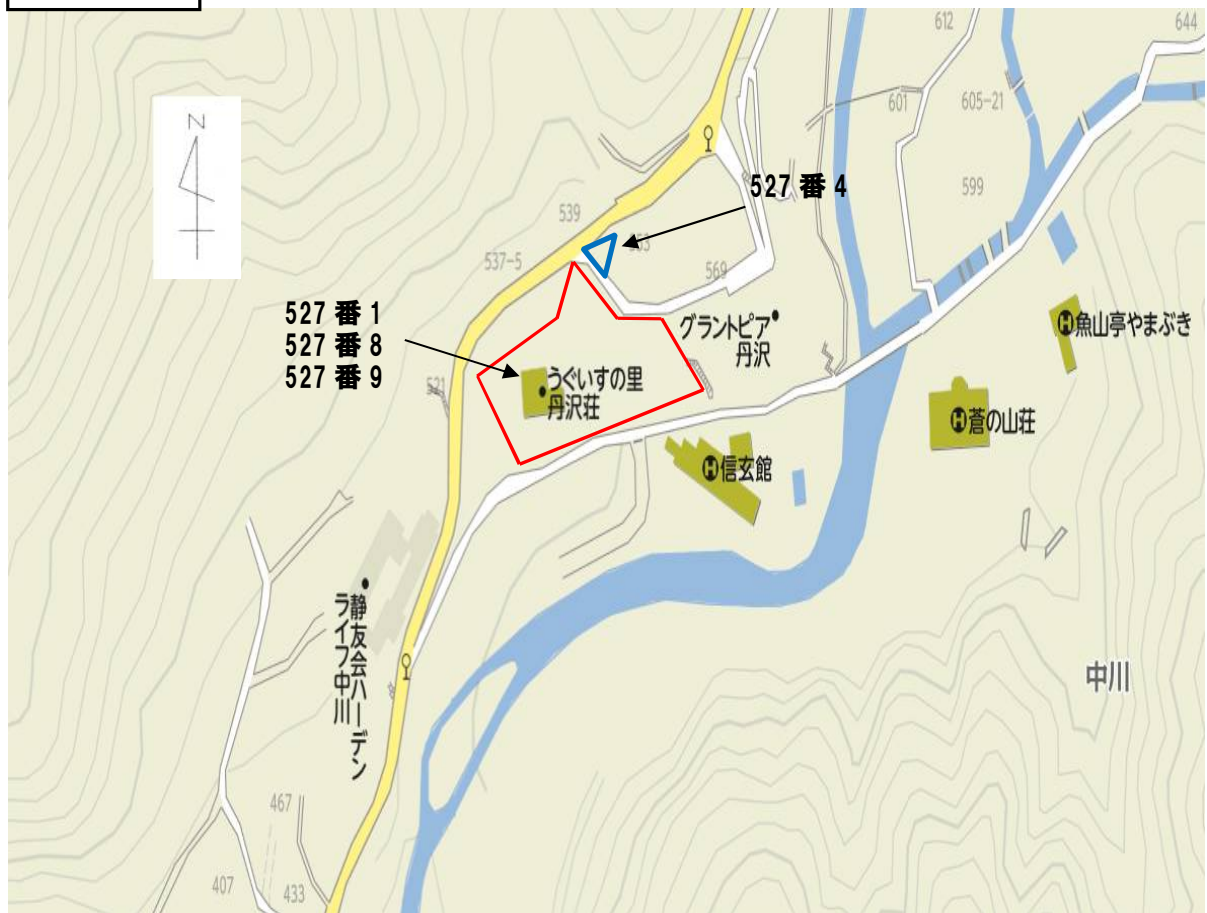 612
644
N
601
605-21
527 番 4
599
539
553
537-5
569
527 番 1
527 番 8
527 番 9
グラントピア
丹沢
魚山亭やまぶき
521
うぐいすの里
丹沢荘
蒼の山荘
信玄館
静友会ハーデン
ライフ中川
中川
467
407
433